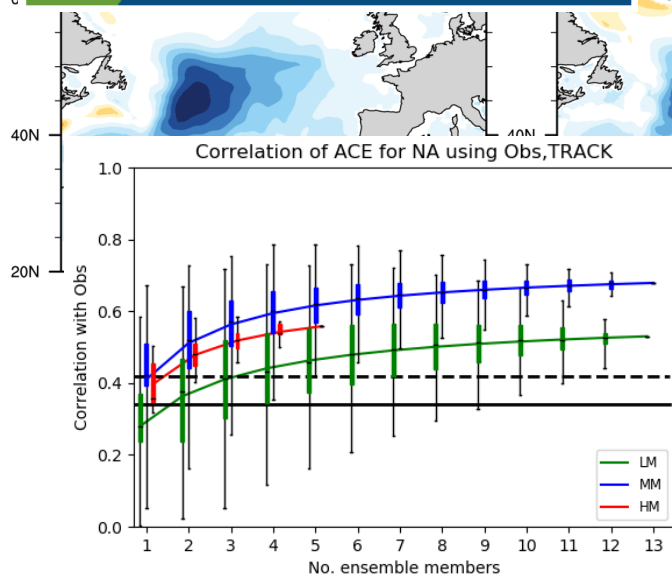 40N
40N
20N
Correlation of ACE for NA using Obs,TRACK
Correlation with Obs
1.0
0.8
0.6
0.4
0.2
0.0
LM
MM
HM
1 2 3 4 5 6 7 8 9 10 11 12 13
No. ensemble members